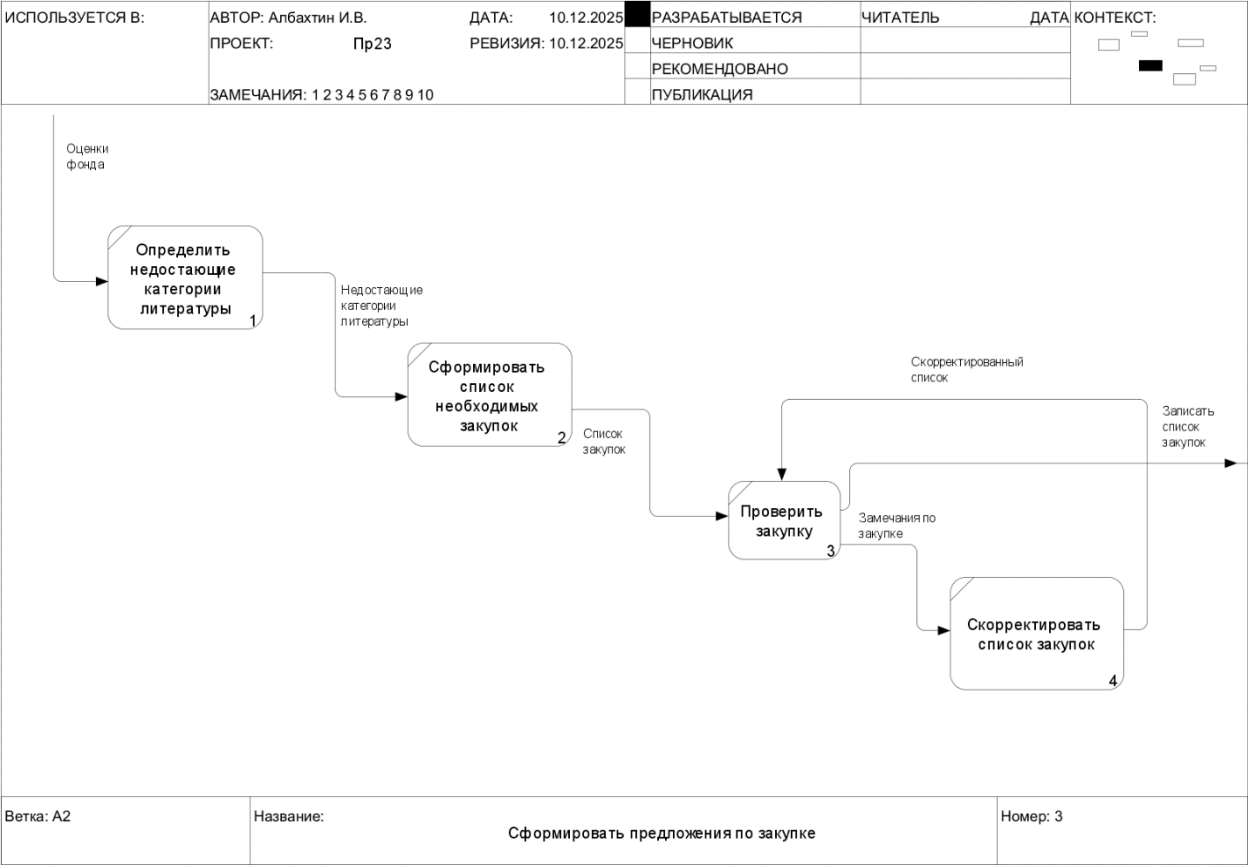 ИСПОЛЬЗУЕТСЯ В:
АВТОР: Албахтин И.В.
ДАТА: 10.12.2025
ПРОЕКТ: Пр23
РЕВИЗИЯ: 10.12.2025
ЗАМЕЧАНИЯ: 1 2 3 4 5 6 7 8 9 10
РАЗРАБАТЫВАЕТСЯ
ЧЕРНОВИК
РЕКОМЕНДОВАНО
ПУБЛИКАЦИЯ
ЧИТАТЕЛЬ
ДАТА
КОНТЕКСТ:
Оценки
фонда
Определить
недостающие
категории
литературы
1
Недостающие
категории
литературы
Сформировать
список
необходимых
закупок
2
Список
закупок
Скорректированный
список
Записать
список
закупок
Проверить
закупку
3
Замечания по
закупке
Скорректировать
список закупок
4
Ветка: A2
Название:
Сформировать предложения по закупке
Номер: 3